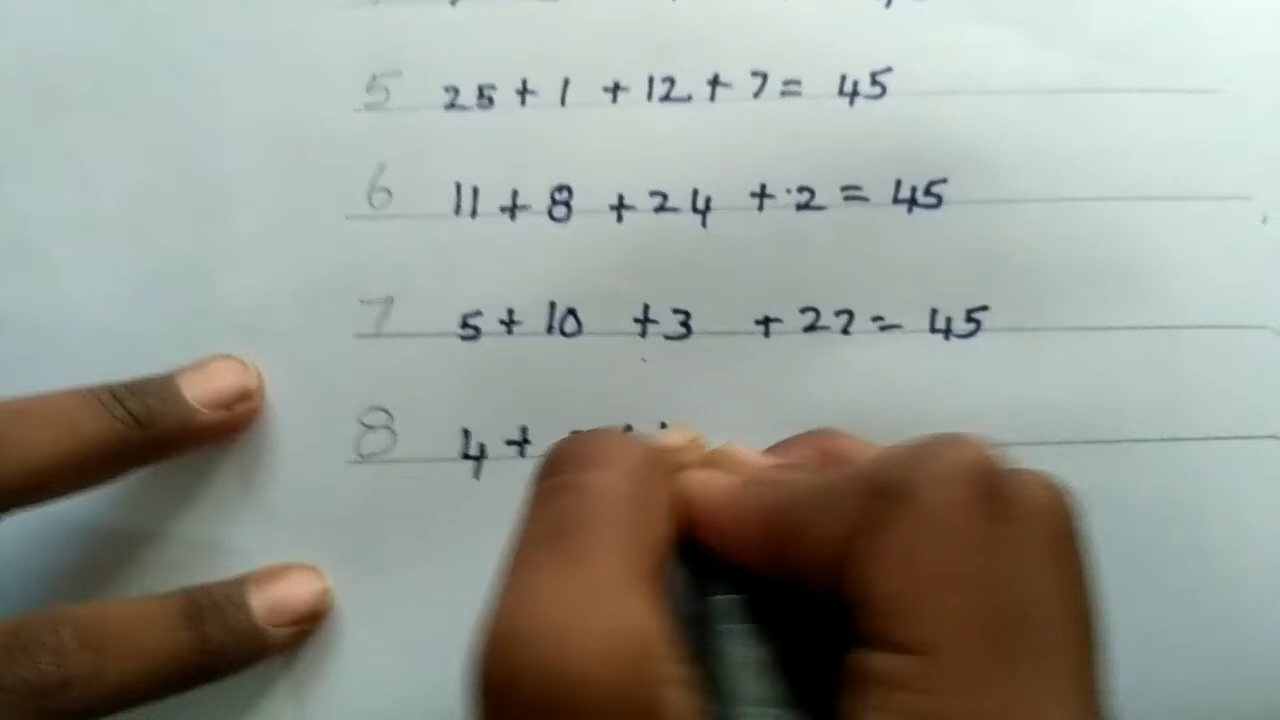 5 25 + 1 + 12 + 7 = 45
6 11 + 8 + 24 + 2 = 45
7 5 + 10 + 3 + 27 = 45
8 4 +